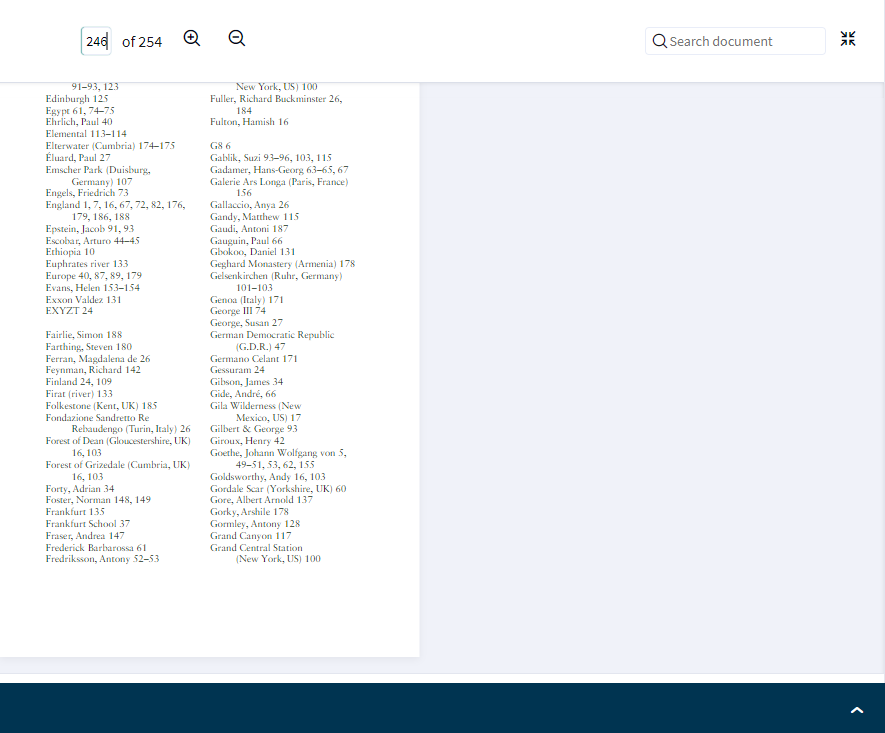 246 of 254
Search document
91–93, 123
Edinburgh 125
Egypt 61, 74–75
Ehrlich, Paul 40
Elemental 113–114
Elterwater (Cumbria) 174–175
Éluard, Paul 27
Emscher Park (Duisburg,
Germany) 107
Engels, Friedrich 73
England 1, 7, 16, 67, 72, 82, 176,
179, 186, 188
Epstein, Jacob 91, 93
Escobar, Arturo 44–45
Ethiopia 10
Euphrates river 133
Europe 40, 87, 89, 179
Evans, Helen 153–154
Exxon Valdez 131
EXYZT 24
Fairlie, Simon 188
Farthing, Steven 180
Ferran, Magdalena de 26
Feynman, Richard 142
Finland 24, 109
Firat (river) 133
Folkestone (Kent, UK) 185
Fondazione Sandretto Re
Rebaudengo (Turin, Italy) 26
Forest of Dean (Gloucestershire, UK)
16, 103
Forest of Grizedale (Cumbria, UK)
16, 103
Forty, Adrian 34
Foster, Norman 148, 149
Frankfurt 135
Frankfurt School 37
Fraser, Andrea 147
Frederick Barbarossa 61
Fredriksson, Antony 52–53
New York, US) 100
Fuller, Richard Buckminster 26,
184
Fulton, Hamish 16
G8 6
Gablik, Suzi 93–96, 103, 115
Gadamer, Hans-Georg 63–65, 67
Galerie Ars Longa (Paris, France)
156
Gallaccio, Anya 26
Gandy, Matthew 115
Gaudi, Antoni 187
Gauguin, Paul 66
Gbokoo, Daniel 131
Geghard Monastery (Armenia) 178
Gelsenkirchen (Ruhr, Germany)
101–103
Genoa (Italy) 171
George III 74
George, Susan 27
German Democratic Republic
(G.D.R.) 47
Germano Celant 171
Gessuram 24
Gibson, James 34
Gide, André, 66
Gila Wilderness (New
Mexico, US) 17
Gilbert & George 93
Giroux, Henry 42
Goethe, Johann Wolfgang von 5,
49–51, 53, 62, 155
Goldsworthy, Andy 16, 103
Gordale Scar (Yorkshire, UK) 60
Gore, Albert Arnold 137
Gorky, Arshile 178
Gormley, Antony 128
Grand Canyon 117
Grand Central Station
(New York, US) 100